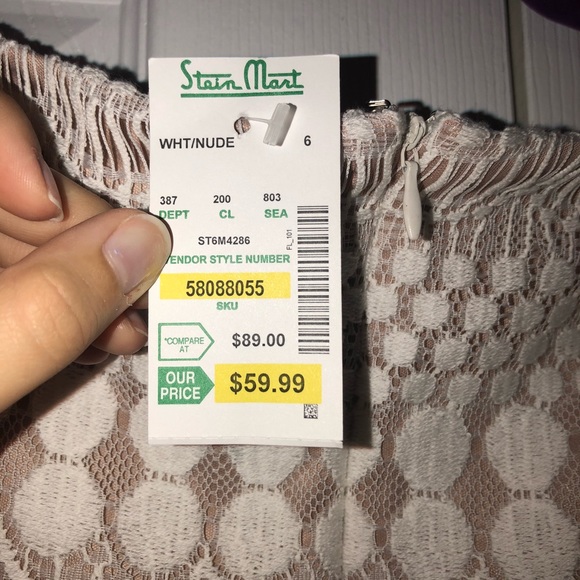 Stein Mart
WHT/NUDE 6
387 200 803
DEPT CL SEA
ST6M4286
VENDOR STYLE NUMBER
58088055
SKU
FL_101
*COMPARE AT $89.00
OUR PRICE $59.99